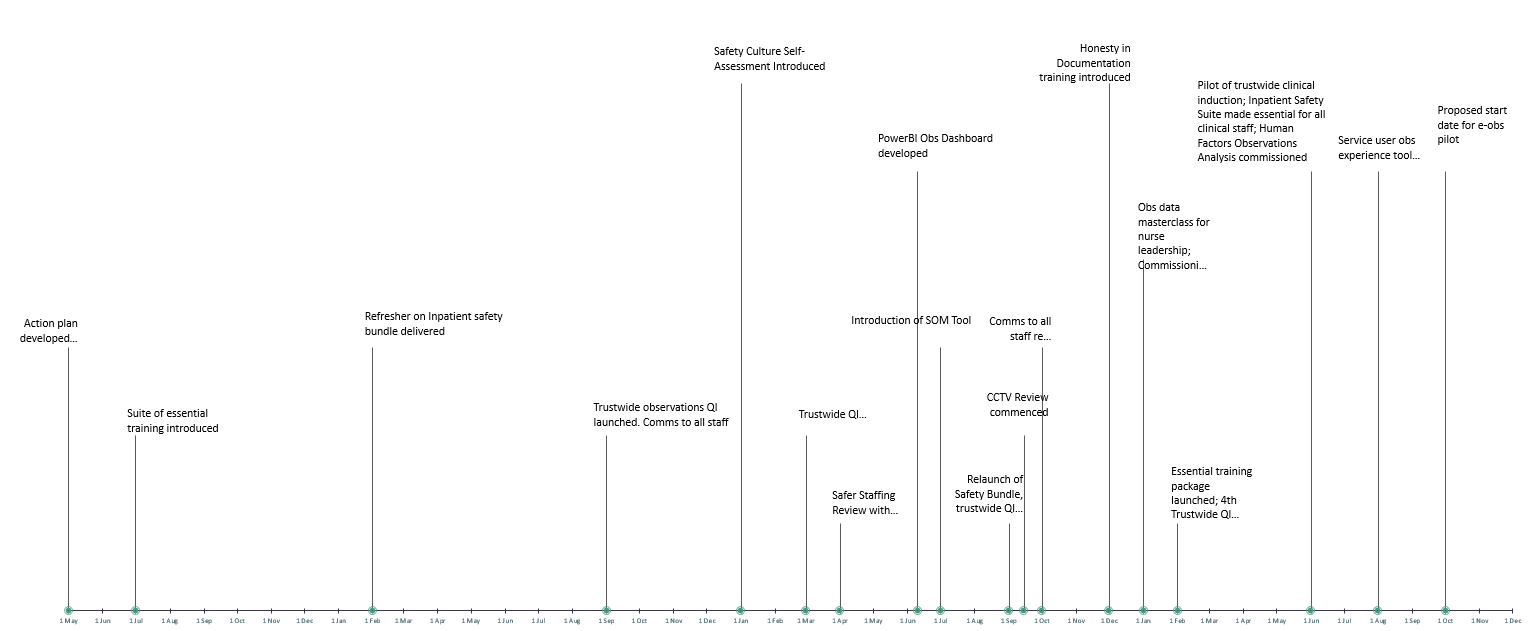 Safety Culture Self-
Assessment Introduced
Honesty in
Documentation
training introduced
Pilot of trustwide clinical
induction; Inpatient Safety
Suite made essential for all
clinical staff; Human
Factors Observations
Analysis commissioned
Proposed start
date for e-obs
pilot
PowerBI Obs Dashboard
developed
Service user obs
experience tool...
Obs data
masterclass for
nurse
leadership;
Commissioni...
Action plan
developed...
Refresher on Inpatient safety
bundle delivered
Introduction of SOM Tool
Comms to all
staff re...
Suite of essential
training introduced
Trustwide observations QI
launched. Comms to all staff
Trustwide QI...
CCTV Review
commenced
Safer Staffing
Review with...
Relaunch of
Safety Bundle,
trustwide QI...
Essential training
package
launched; 4th
Trustwide QI...
1 May 1 Jun 1 Jul 1 Aug 1 Sep 1 Oct 1 Nov 1 Dec 1 Jan 1 Feb 1 Mar 1 Apr 1 May 1 Jun 1 Jul 1 Aug 1 Sep 1 Oct 1 Nov 1 Dec 1 Jan 1 Feb 1 Mar 1 Apr 1 May 1 Jun 1 Jul 1 Aug 1 Sep 1 Oct 1 Nov 1 Dec 1 Jan 1 Feb 1 Mar 1 Apr 1 May 1 Jun 1 Jul 1 Aug 1 Sep 1 Oct 1 Nov 1 Dec